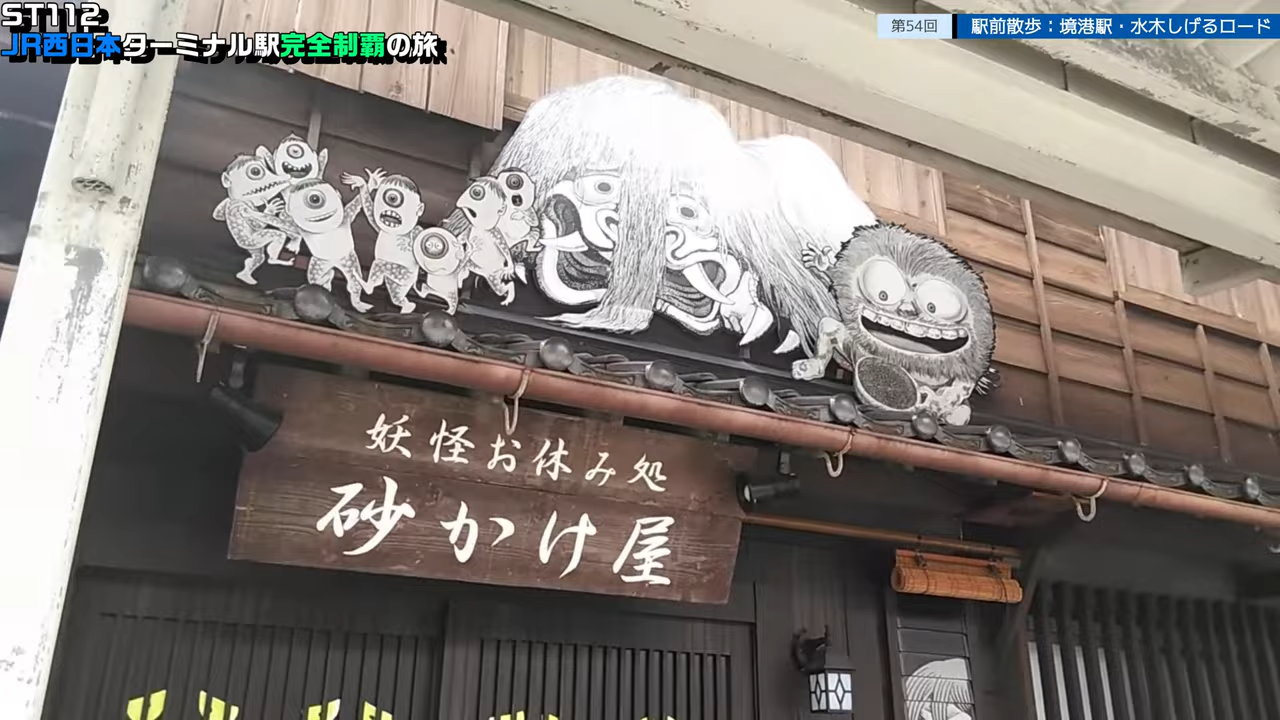 ST112
JR西日本ターミナル駅完全制覇の旅
第54回
駅前散歩：境港駅・水木しげるロード
妖怪お休み処
砂かけ屋